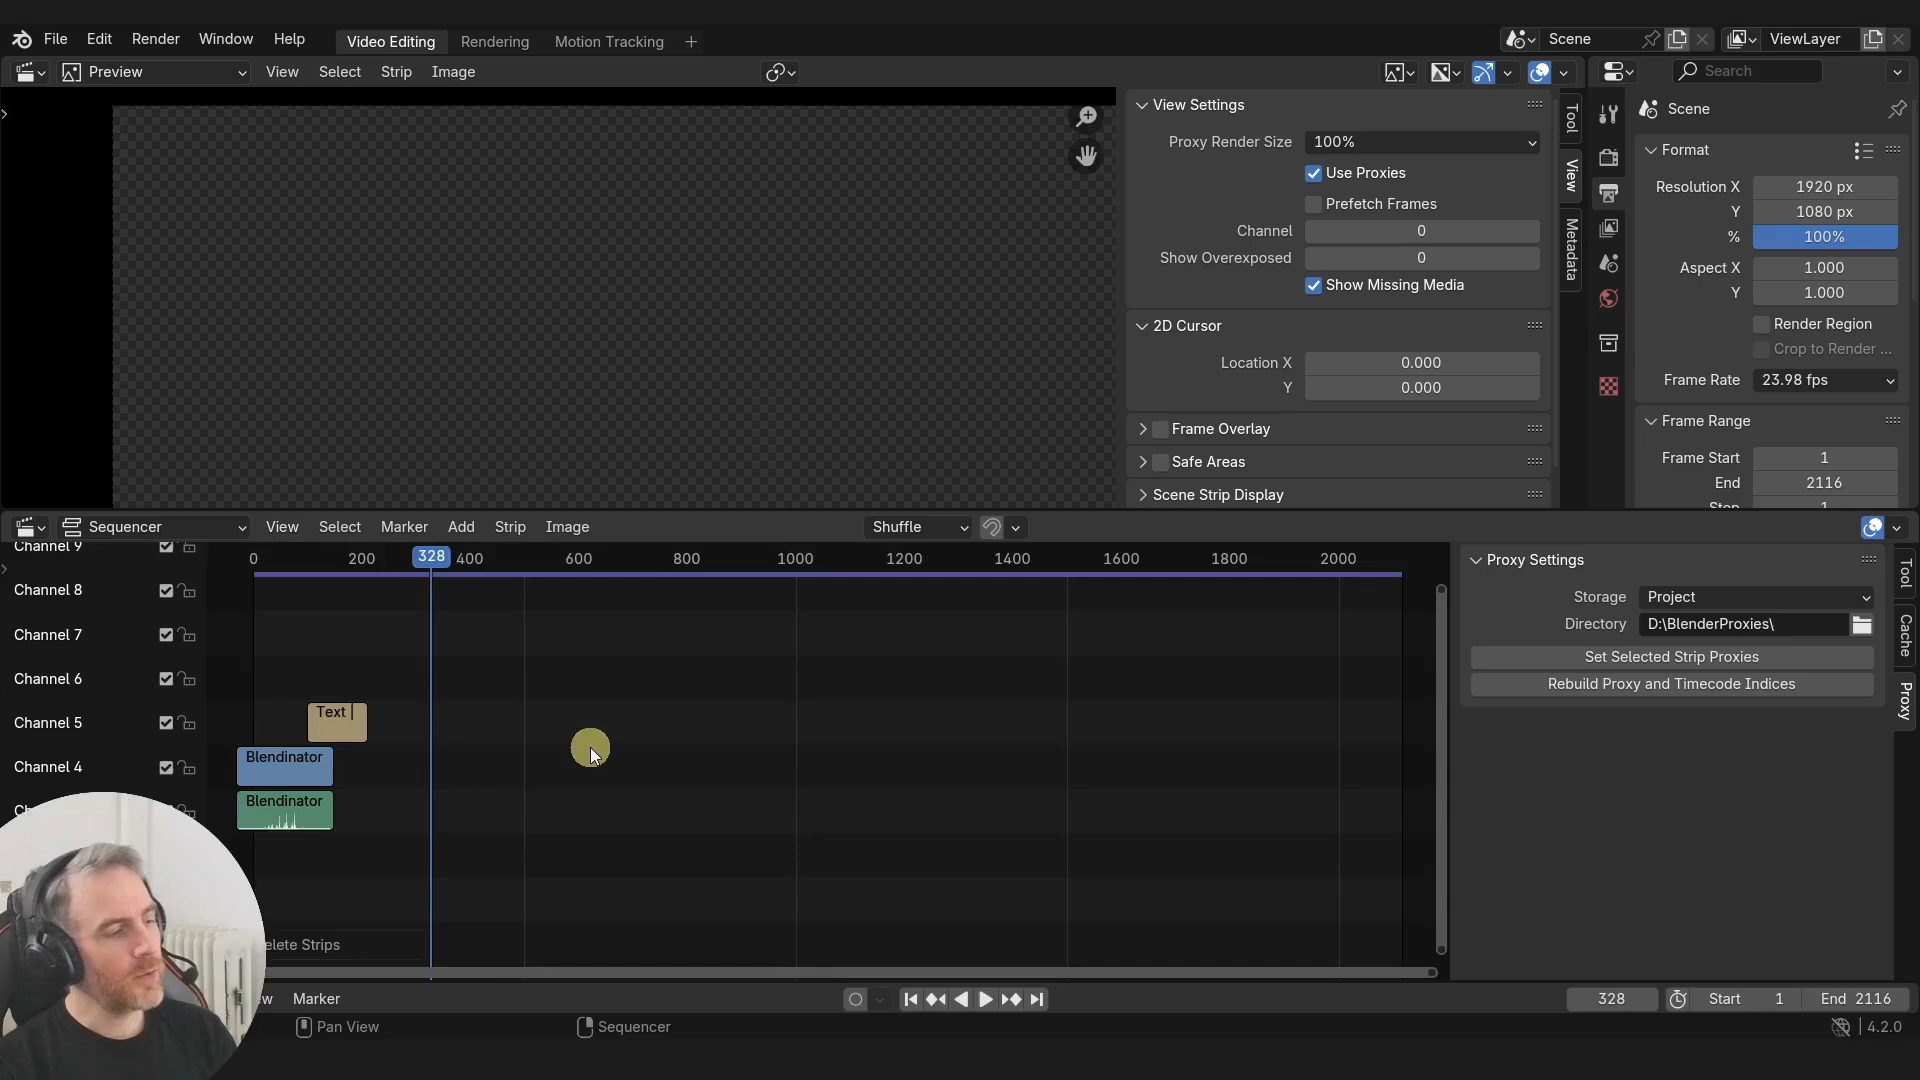 File Edit Render Window Help Video Editing Rendering Motion Tracking Scene ViewLayer
Preview View Select Strip Image Search
View Settings
Proxy Render Size 100%
Use Proxies
Prefetch Frames
Channel 0
Show Overexposed 0
Show Missing Media
2D Cursor
Location X 0.000
Y 0.000
Frame Overlay
Safe Areas
Scene Strip Display
Tool
View
Metadata
Scene
Format
Resolution X 1920 px
Y 1080 px
% 100%
Aspect X 1.000
Y 1.000
Render Region
Crop to Render ...
Frame Rate 23.98 fps
Frame Range
Frame Start 1
End 2116
Sequencer View Select Marker Add Strip Image Shuffle
Channel 9
Channel 8
Channel 7
Channel 6
Channel 5
Channel 4
0 200 328 400 600 800 1000 1200 1400 1600 1800 2000
Text |
Blendinator
Blendinator
elete Strips
Proxy Settings
Storage Project
Directory D:\BlenderProxies\
Set Selected Strip Proxies
Rebuild Proxy and Timecode Indices
Tool
Cache
Proxy
Marker 328 Start 1 End 2116
Pan View Sequencer 4.2.0